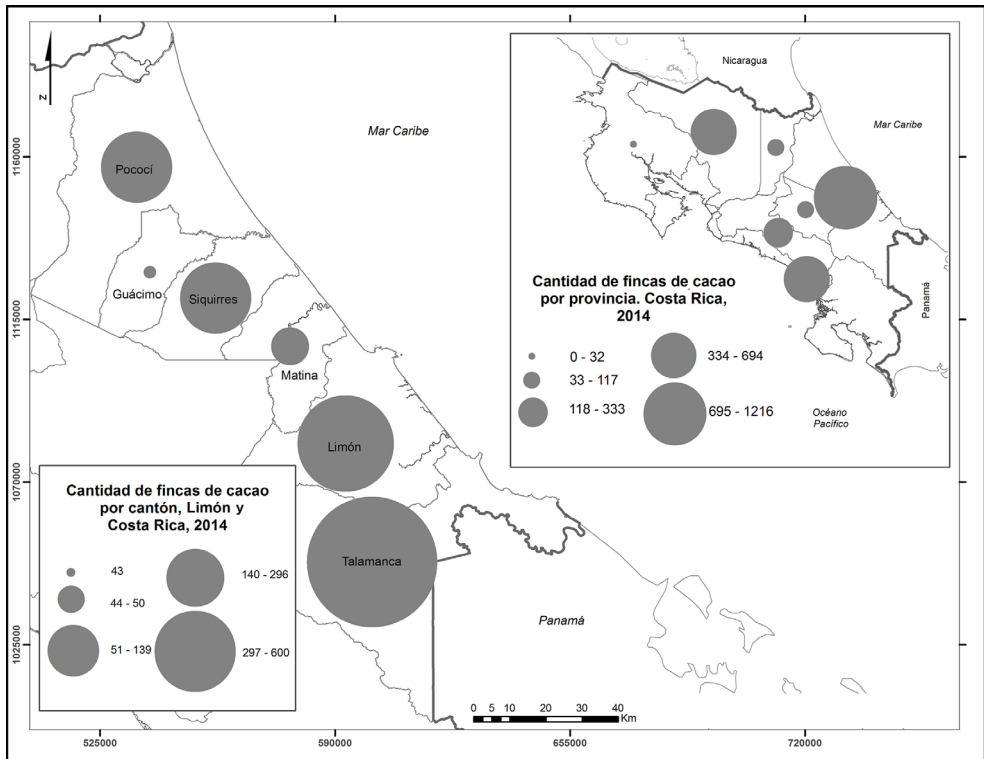 N
Mar Caribe
Pococí
Guácimo
Siquirres
Matina
Limón
Talamanca
Panamá
Nicaragua
Mar Caribe
Panamá
Océano
Pacífico
Cantidad de fincas de cacao
por provincia. Costa Rica,
2014
0 - 32
33 - 117
118 - 333
334 - 694
695 - 1216
Cantidad de fincas de cacao
por cantón, Limón y
Costa Rica, 2014
43
44 - 50
51 - 139
140 - 296
297 - 600
0 5 10 20 30 40
Km
1160000
1115000
1070000
1025000
525000 590000 655000 720000